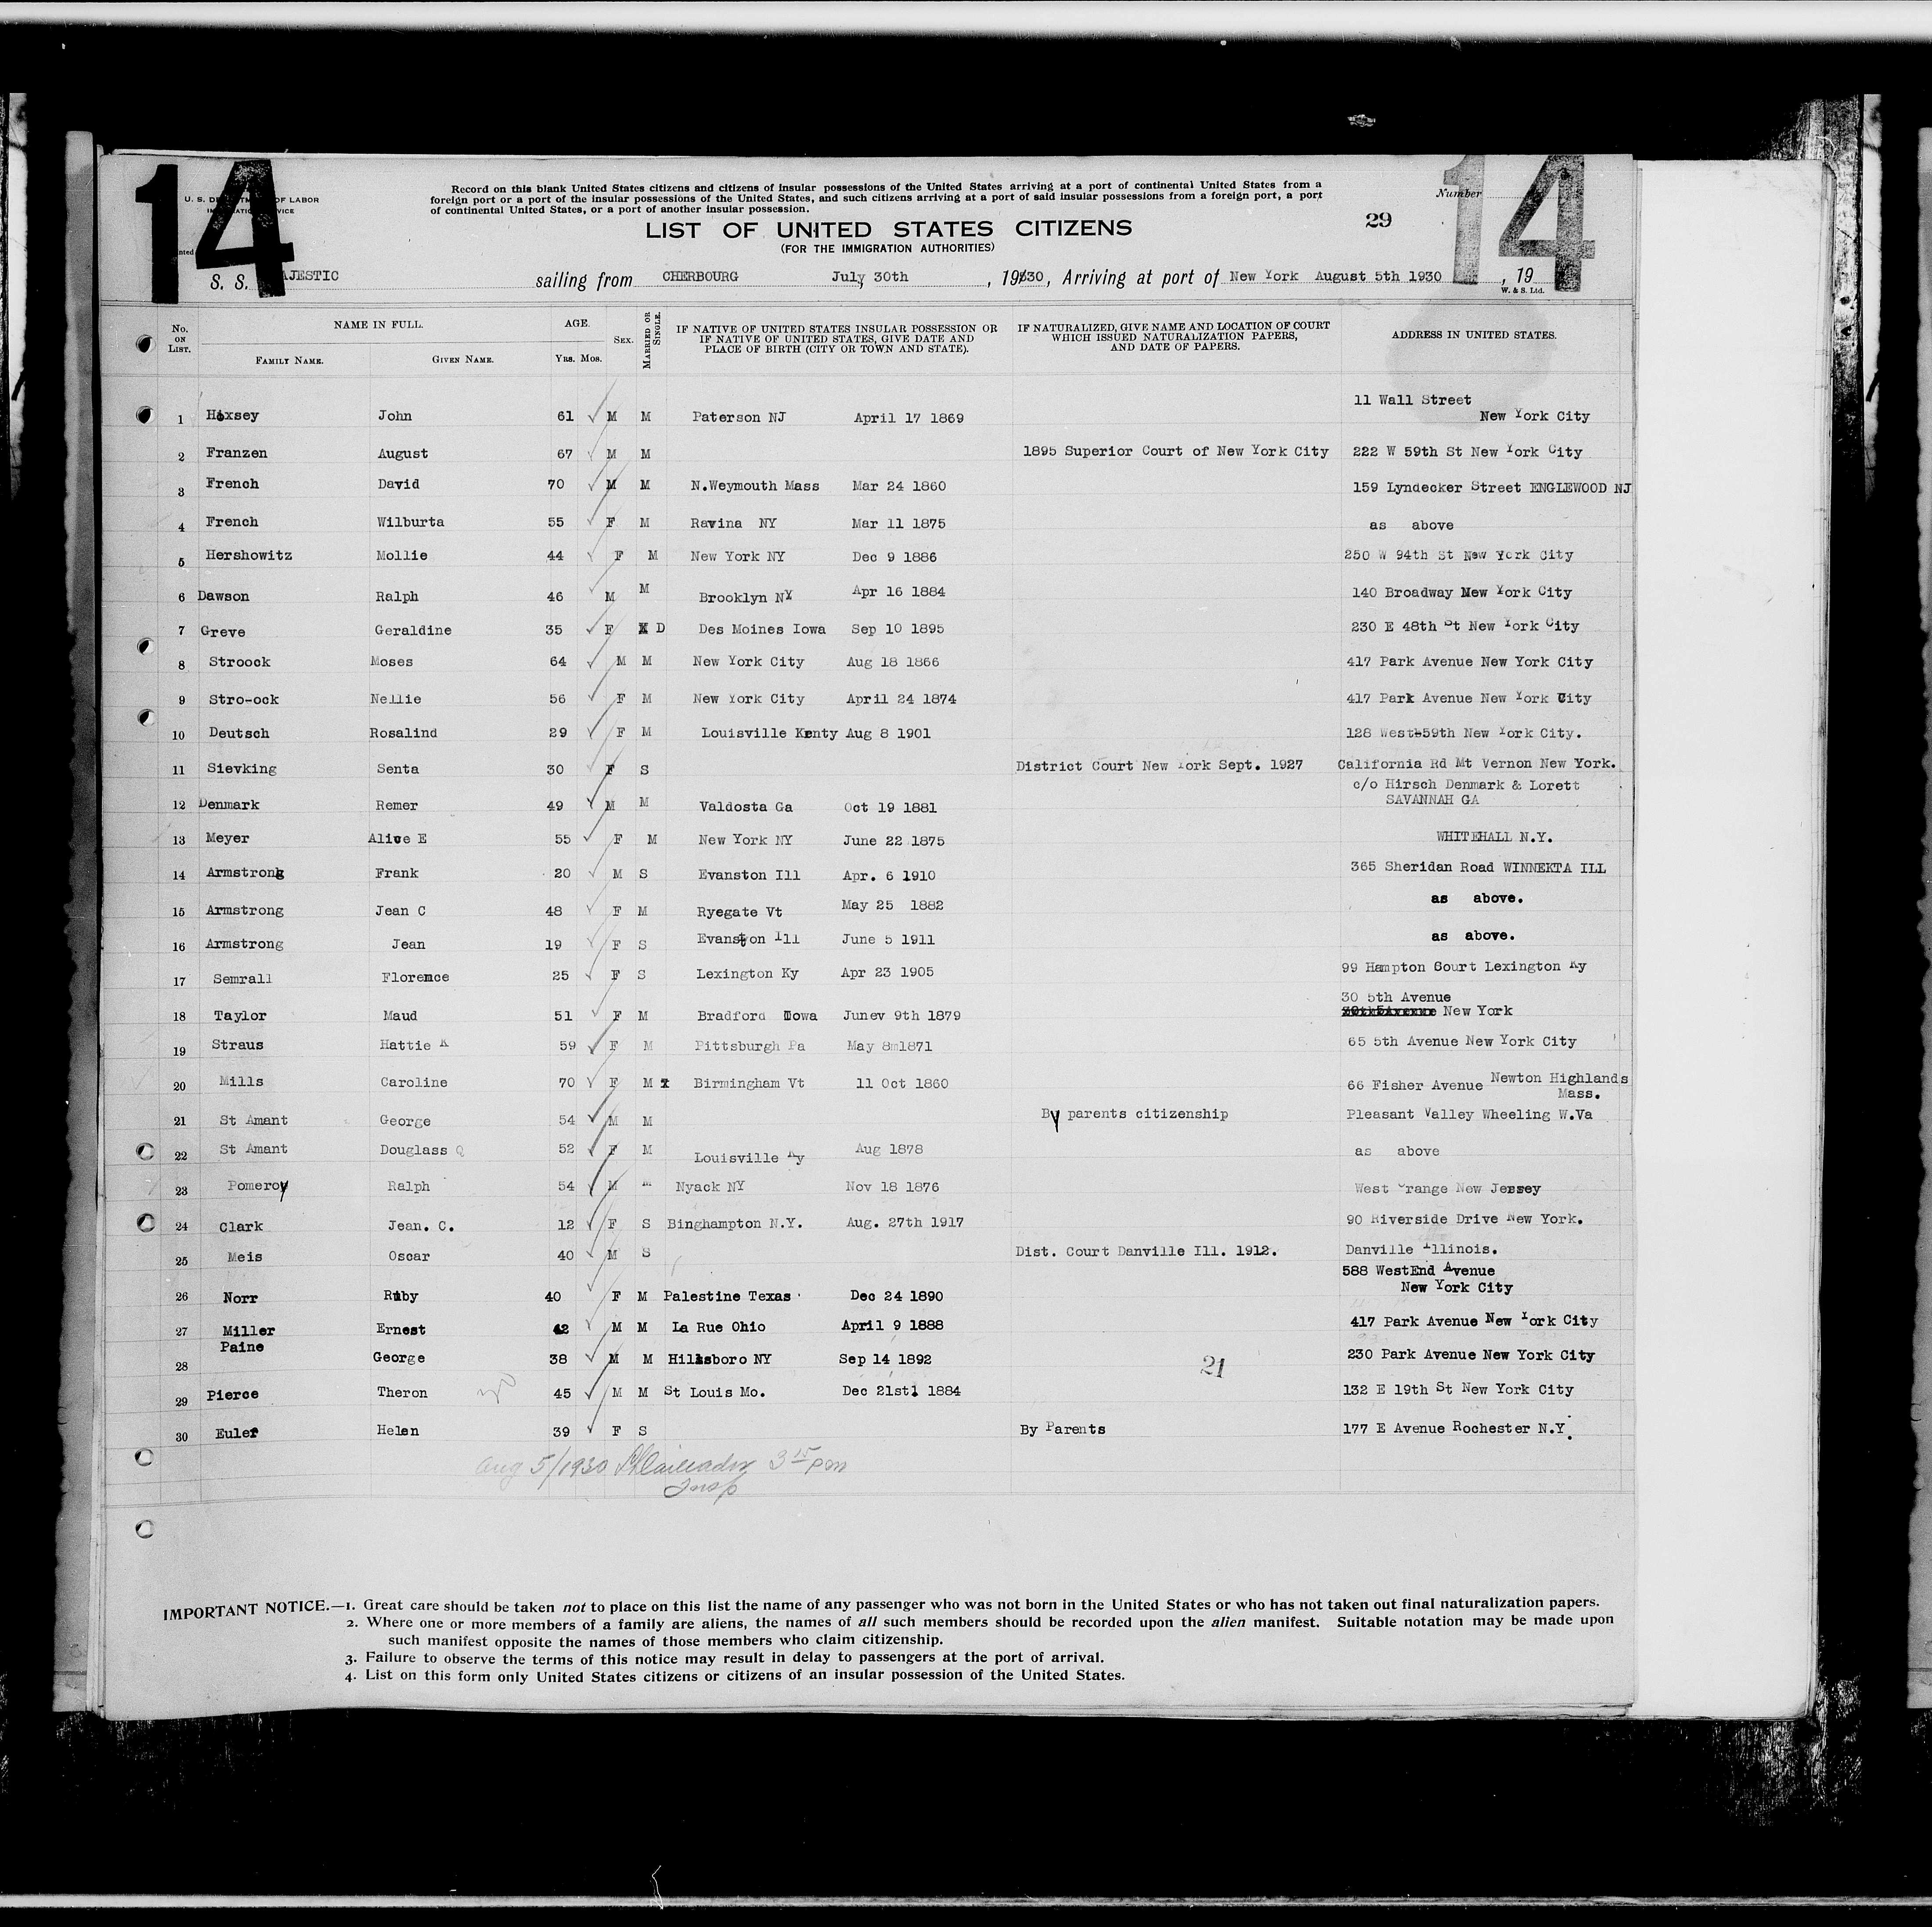 14
14
U. S. DEPARTMENT OF LABOR
IMMIGRATION SERVICE
Record on this blank United States citizens and citizens of insular possessions of the United States arriving at a port of continental United States from a
foreign port or a port of the insular possessions of the United States, and such citizens arriving at a port of said insular possessions from a foreign port, a port
of continental United States, or a port of another insular possession.
Number
29
LIST OF UNITED STATES CITIZENS
(FOR THE IMMIGRATION AUTHORITIES)
S. S. AJESTIC sailing from CHERBOURG July 30th , 1930, Arriving at port of New York August 5th 1930 , 19
W. & S. Ltd.
No. ON LIST. NAME IN FULL. FAMILY NAME. GIVEN NAME. AGE. YRS. MOS. SEX. MARRIED OR SINGLE. IF NATIVE OF UNITED STATES INSULAR POSSESSION OR IF NATIVE OF UNITED STATES, GIVE DATE AND PLACE OF BIRTH (CITY OR TOWN AND STATE). IF NATURALIZED, GIVE NAME AND LOCATION OF COURT WHICH ISSUED NATURALIZATION PAPERS, AND DATE OF PAPERS. ADDRESS IN UNITED STATES.
11 Wall Street
1 Hoxsey John 61 M M Paterson NJ April 17 1869 New York City
2 Franzen August 67 M M 1895 Superior Court of New York City 222 W 59th St New York City
3 French David 70 M M N.Weymouth Mass Mar 24 1860 159 Lyndecker Street ENGLEWOOD NJ
4 French Wilburta 55 F M Ravina NY Mar 11 1875 as above
5 Hershowitz Mollie 44 F M New York NY Dec 9 1886 250 W 94th St New York City
6 Dawson Ralph 46 M M Brooklyn NY Apr 16 1884 140 Broadway New York City
7 Greve Geraldine 35 F X D Des Moines Iowa Sep 10 1895 230 E 48th St New York City
8 Stroock Moses 64 M M New York City Aug 18 1866 417 Park Avenue New York City
9 Stro-ock Nellie 56 F M New York City April 24 1874 417 Park Avenue New York City
10 Deutsch Rosalind 29 F M Louisville Kenty Aug 8 1901 128 West 59th New York City.
11 Sievking Senta 30 F S District Court New York Sept. 1927 California Rd Mt Vernon New York.
c/o Hirsch Denmark & Lorett
12 Denmark Remer 49 M M Valdosta Ga Oct 19 1881 SAVANNAH GA
13 Meyer Alice E 55 F M New York NY June 22 1875 WHITEHALL N.Y.
14 Armstrong Frank 20 M S Evanston Ill Apr. 6 1910 365 Sheridan Road WINNEKTA ILL
15 Armstrong Jean C 48 F M Ryegate Vt May 25 1882 as above.
16 Armstrong Jean 19 F S Evanston Ill June 5 1911 as above.
17 Semrall Florence 25 F S Lexington Ky Apr 23 1905 99 Hampton Court Lexington Ky
30 5th Avenue
18 Taylor Maud 51 F M Bradford Iowa Junev 9th 1879 New York
19 Straus Hattie K 59 F M Pittsburgh Pa May 8m1871 65 5th Avenue New York City
20 Mills Caroline 70 F M Birmingham Vt 11 Oct 1860 66 Fisher Avenue Newton Highlands
Mass.
21 St Amant George 54 M M By parents citizenship Pleasant Valley Wheeling W.Va
22 St Amant Douglass Q 52 F M Louisville Ky Aug 1878 as above
23 Pomeroy Ralph 54 M M Nyack NY Nov 18 1876 West Orange New Jersey
24 Clark Jean. C. 12 F S Binghampton N.Y. Aug. 27th 1917 90 Riverside Drive New York.
25 Meis Oscar 40 M S Dist. Court Danville Ill. 1912. Danville Illinois.
588 WestEnd Avenue
26 Norr Ruby 40 F M Palestine Texas Dec 24 1890 New York City
27 Miller Ernest 42 M M La Rue Ohio April 9 1888 417 Park Avenue New York City
28 Paine George 38 M M Hillsboro NY Sep 14 1892 21 230 Park Avenue New York City
29 Pierce Theron 30 45 M M St Louis Mo. Dec 21st 1884 132 E 19th St New York City
30 Euler Helen 39 F S By Parents 177 E Avenue Rochester N.Y.
Aug 5/1930 3 15 pm
Insp
IMPORTANT NOTICE.—1. Great care should be taken not to place on this list the name of any passenger who was not born in the United States or who has not taken out final naturalization papers.
2. Where one or more members of a family are aliens, the names of all such members should be recorded upon the alien manifest. Suitable notation may be made upon
such manifest opposite the names of those members who claim citizenship.
3. Failure to observe the terms of this notice may result in delay to passengers at the port of arrival.
4. List on this form only United States citizens or citizens of an insular possession of the United States.